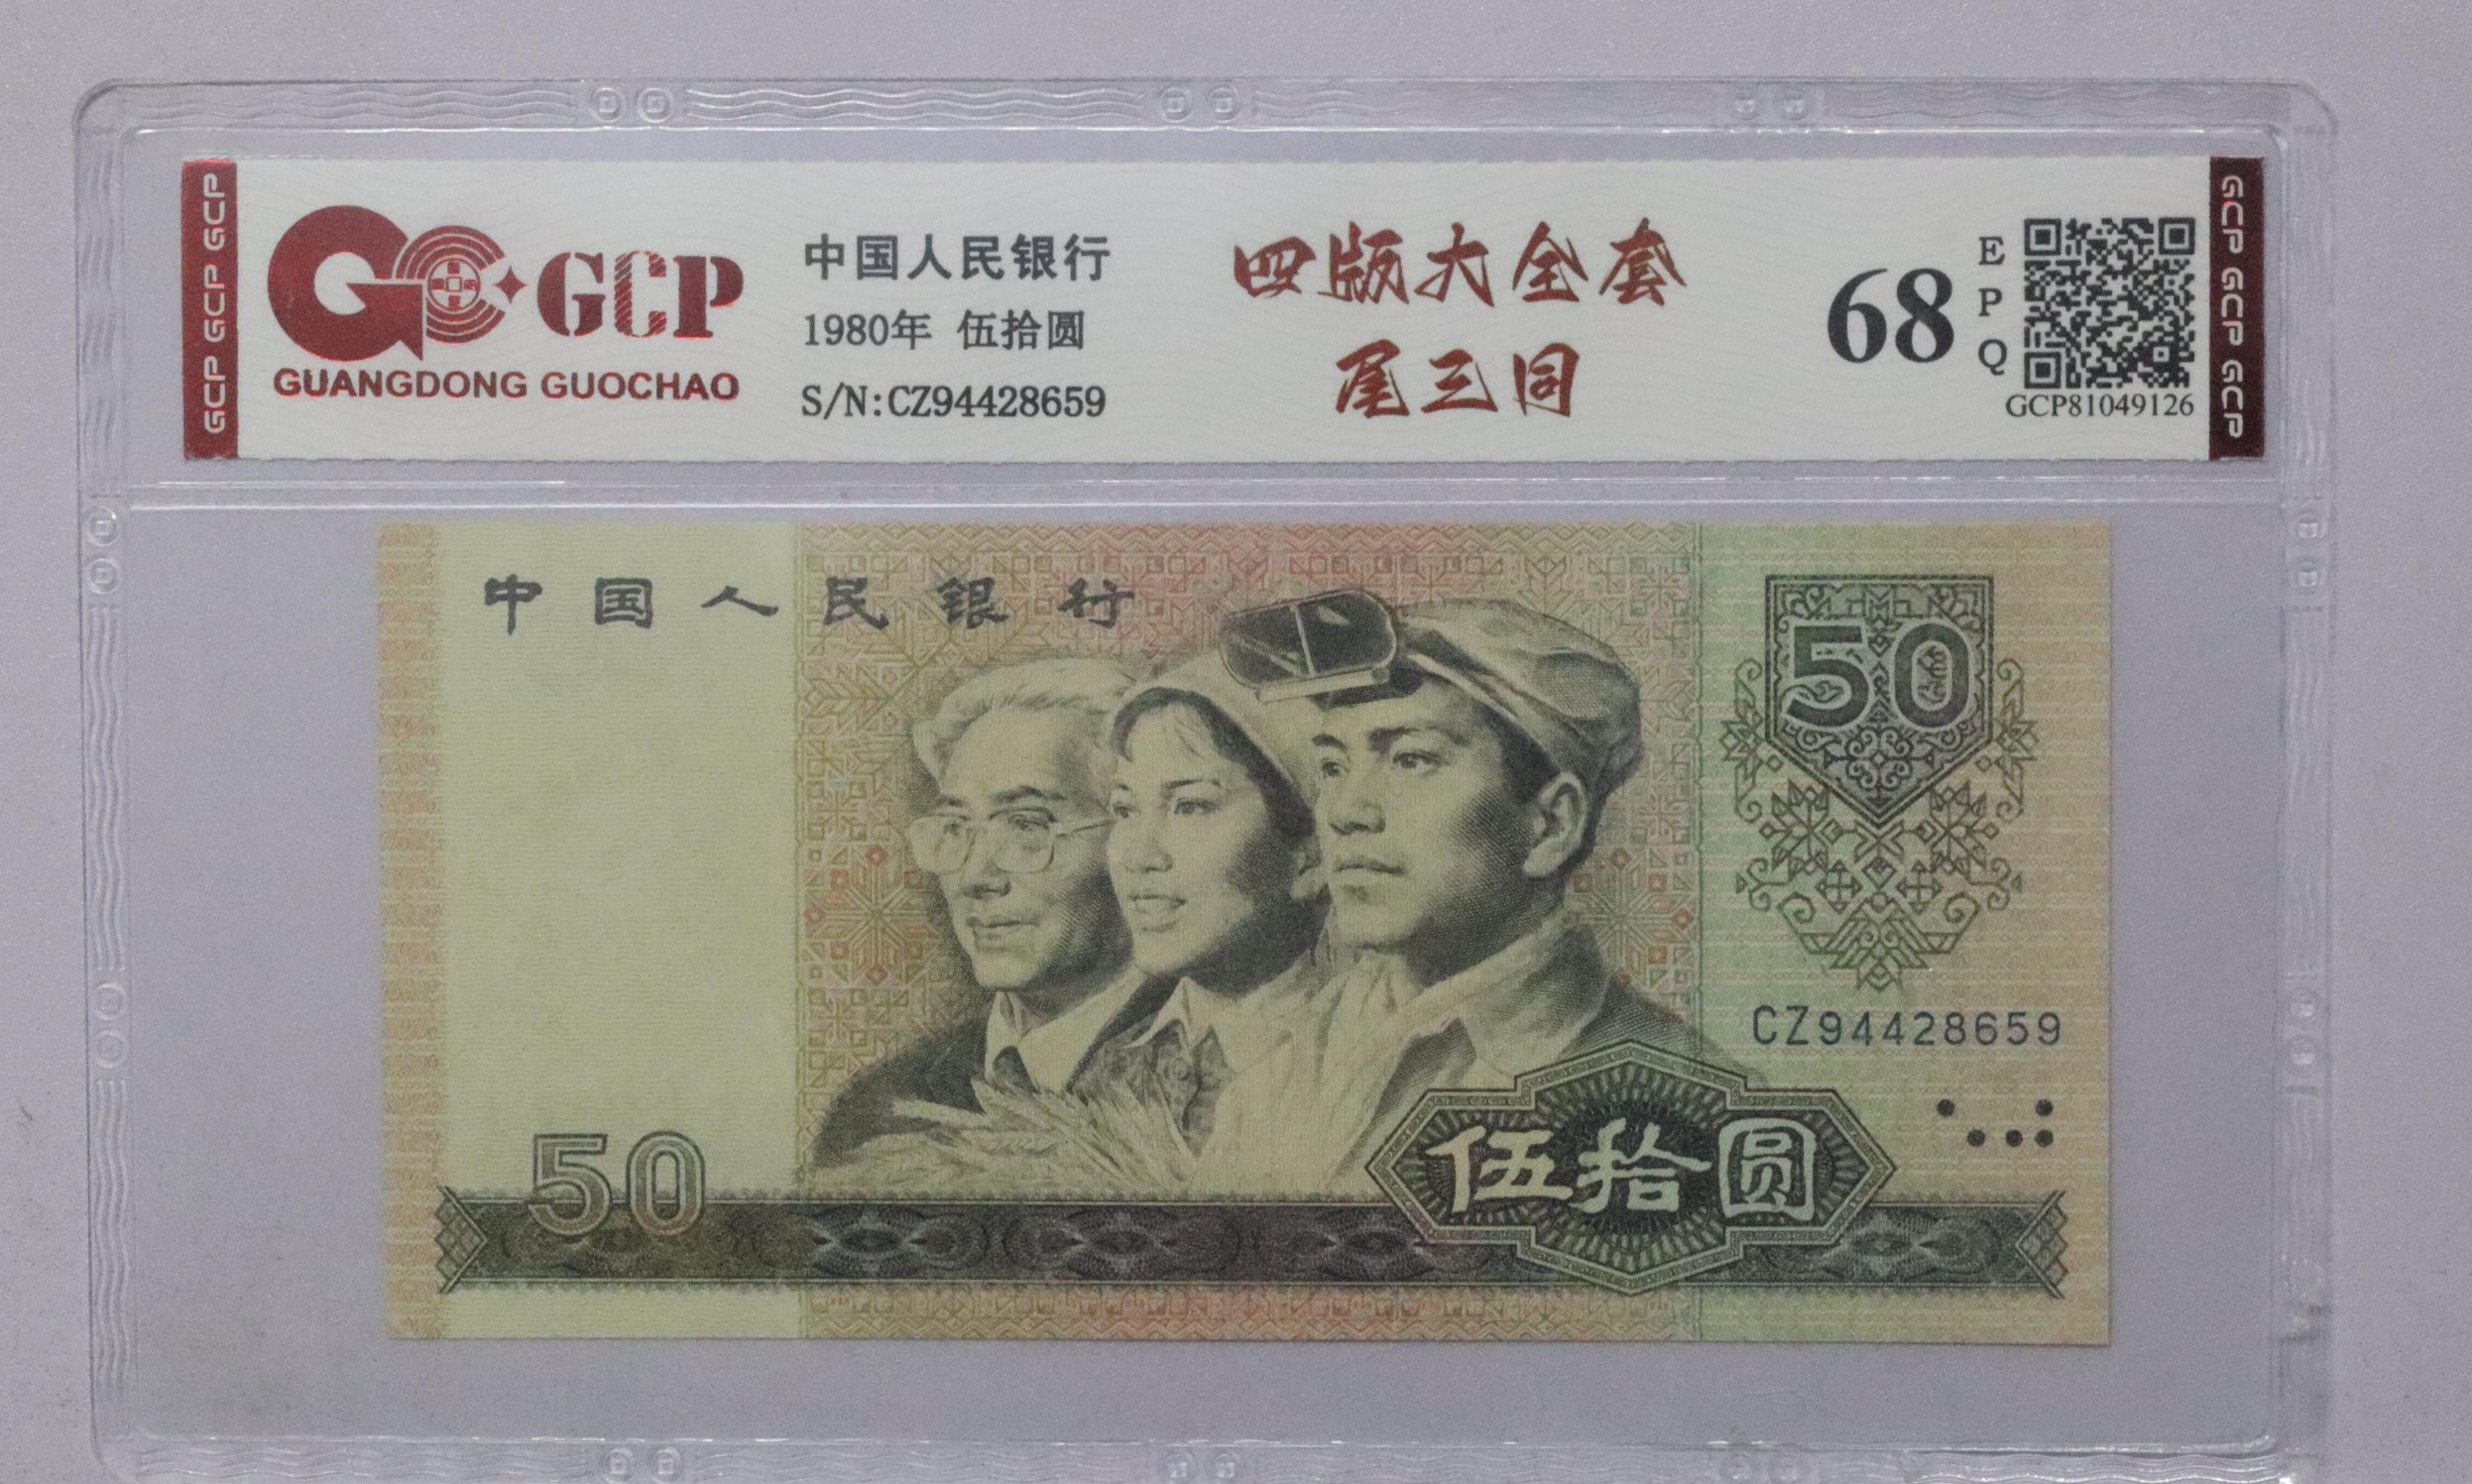 GCP GCP GCP
GCP
GUANGDONG GUOCHAO
中国人民银行
1980年 伍拾圆
S/N:CZ94428659
四版大全套
尾三同
68
EPQ
GCP81049126
GCP GCP GCP
中国人民银行
50
CZ94428659
50
伍拾圆